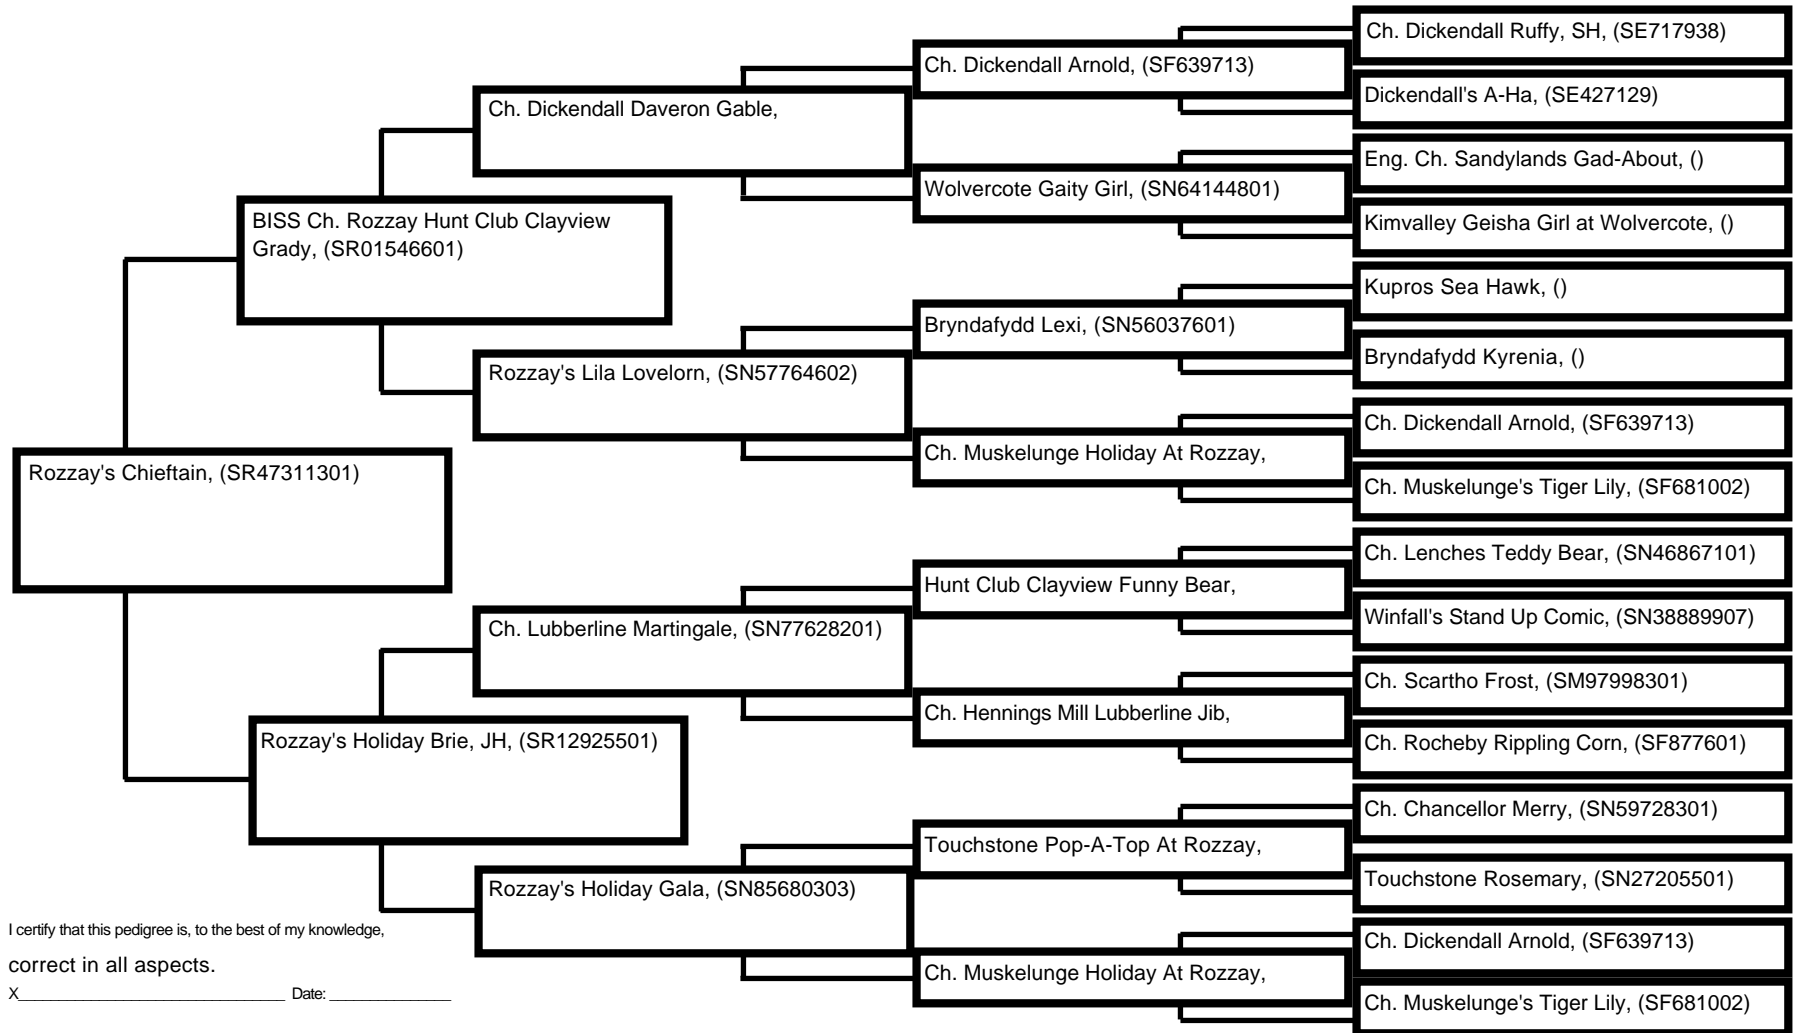 Ch. Dickendall Ruffy, SH, (SE717938)
Ch. Dickendall Arnold, (SF639713)
Dickendall's A-Ha, (SE427129)
Ch. Dickendall Daveron Gable,
Eng. Ch. Sandylands Gad-About, ()
Wolvercote Gaity Girl, (SN64144801)
Kimvalley Geisha Girl at Wolvercote, ()
BISS Ch. Rozzay Hunt Club Clayview
Grady, (SR01546601)
Kupros Sea Hawk, ()
Bryndafydd Lexi, (SN56037601)
Bryndafydd Kyrenia, ()
Rozzay's Lila Lovelorn, (SN57764602)
Ch. Dickendall Arnold, (SF639713)
Ch. Muskelunge Holiday At Rozzay,
Ch. Muskelunge's Tiger Lily, (SF681002)
Rozzay's Chieftain, (SR47311301)
Ch. Lenches Teddy Bear, (SN46867101)
Hunt Club Clayview Funny Bear,
Winfall's Stand Up Comic, (SN38889907)
Ch. Lubberline Martingale, (SN77628201)
Ch. Scartho Frost, (SM97998301)
Ch. Hennings Mill Lubberline Jib,
Ch. Rocheby Rippling Corn, (SF877601)
Rozzay's Holiday Brie, JH, (SR12925501)
Ch. Chancellor Merry, (SN59728301)
Touchstone Pop-A-Top At Rozzay,
Touchstone Rosemary, (SN27205501)
Rozzay's Holiday Gala, (SN85680303)
Ch. Dickendall Arnold, (SF639713)
Ch. Muskelunge Holiday At Rozzay,
Ch. Muskelunge's Tiger Lily, (SF681002)
I certify that this pedigree is, to the best of my knowledge,
correct in all aspects.
X______________________________ Date: ______________